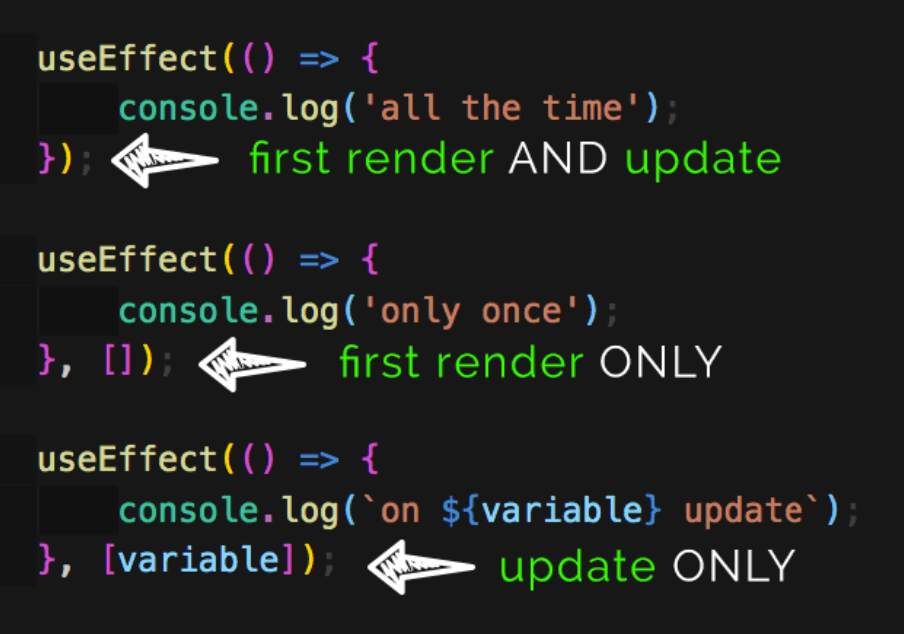 useEffect(() => {
console.log('all the time');
}); first render AND update
useEffect(() => {
console.log('only once');
}, []); first render ONLY
useEffect(() => {
console.log(`on ${variable} update`);
}, [variable]); update ONLY